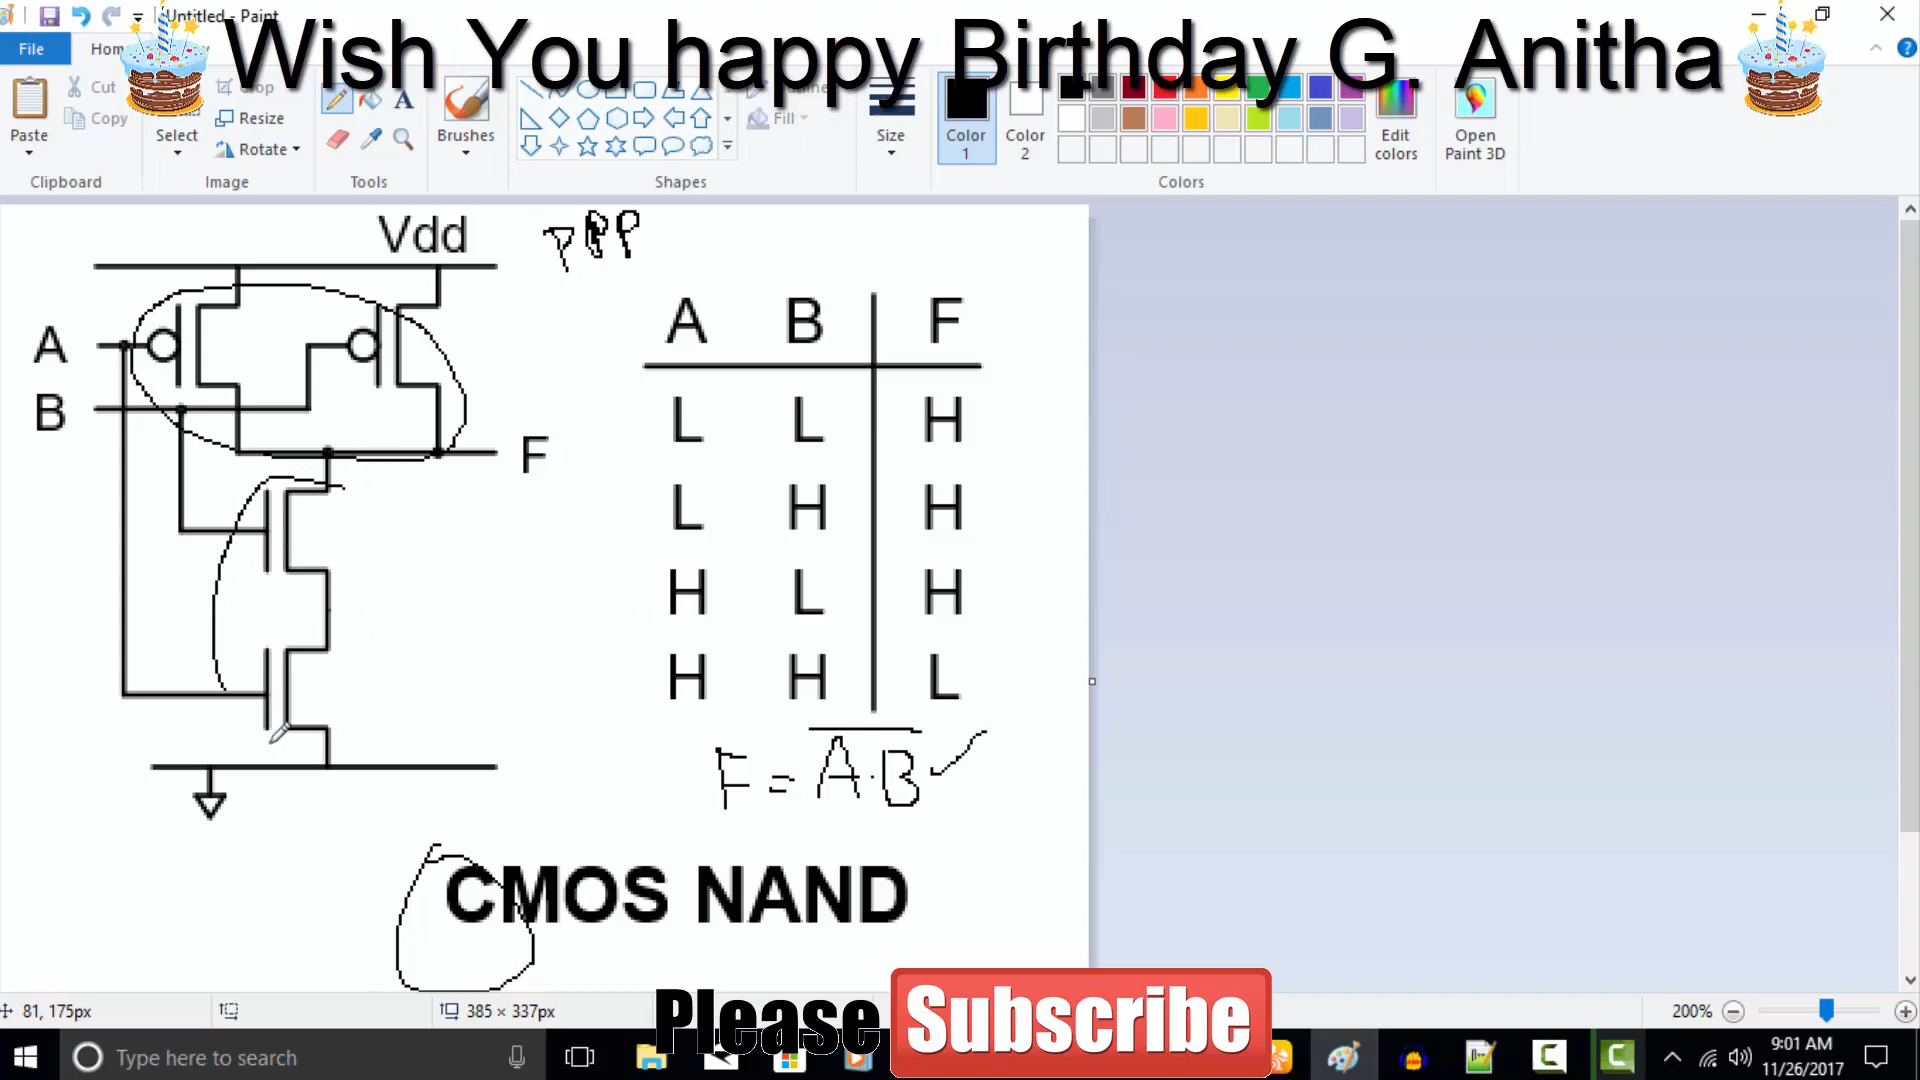 Untitled - Paint
Wish You happy Birthday G. Anitha
File
Paste
Cut
Copy
Clipboard
Select
Crop
Resize
Rotate
Image
A
Tools
Brushes
Shapes
Fill
Size
Color 1
Color 2
Edit colors
Colors
Open Paint 3D
Vdd
A
B
F
A B F
L L H
L H H
H L H
H H L
F = A·B
CMOS NAND
81, 175px
385 × 337px
200%
Please Subscribe
Type here to search
9:01 AM
11/26/2017